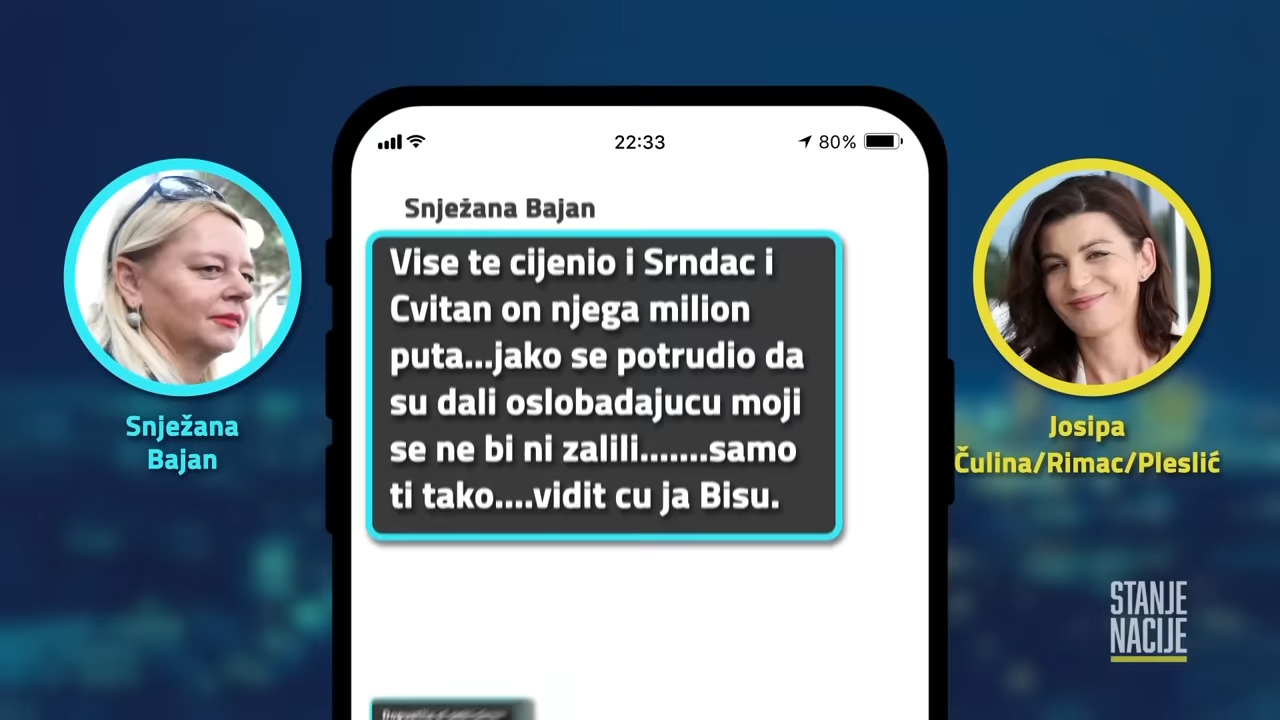 22:33
80%
Snježana Bajan
Vise te cijenio i Srndac i
Cvitan on njega milion
puta...jako se potrudio da
su dali oslobadajucu moji
se ne bi ni zalili.......samo
ti tako....vidit cu ja Bisu.
Snježana
Bajan
Josipa
Čulina/Rimac/Pleslić
STANJE
NACIJE